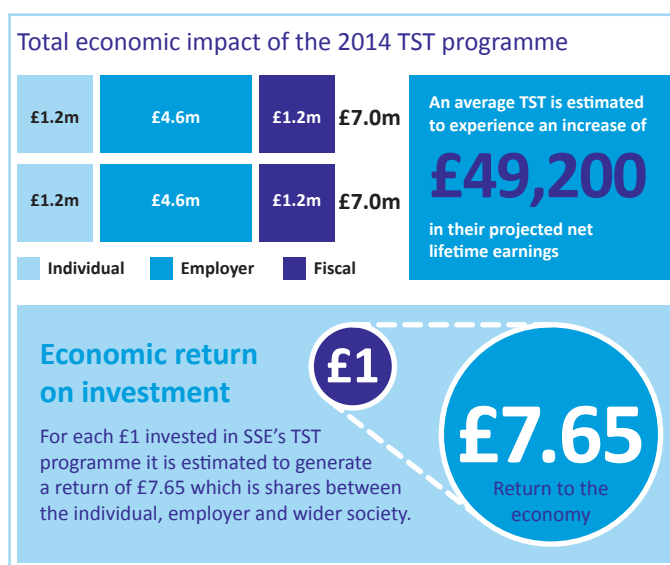 Total economic impact of the 2014 TST programme
£1.2m £4.6m £1.2m £7.0m
£1.2m £4.6m £1.2m £7.0m
Individual Employer Fiscal
An average TST is estimated
to experience an increase of
£49,200
in their projected net
lifetime earnings
Economic return
on investment
For each £1 invested in SSE’s TST
programme it is estimated to generate
a return of £7.65 which is shares between
the individual, employer and wider society.
£1
£7.65
Return to the
economy